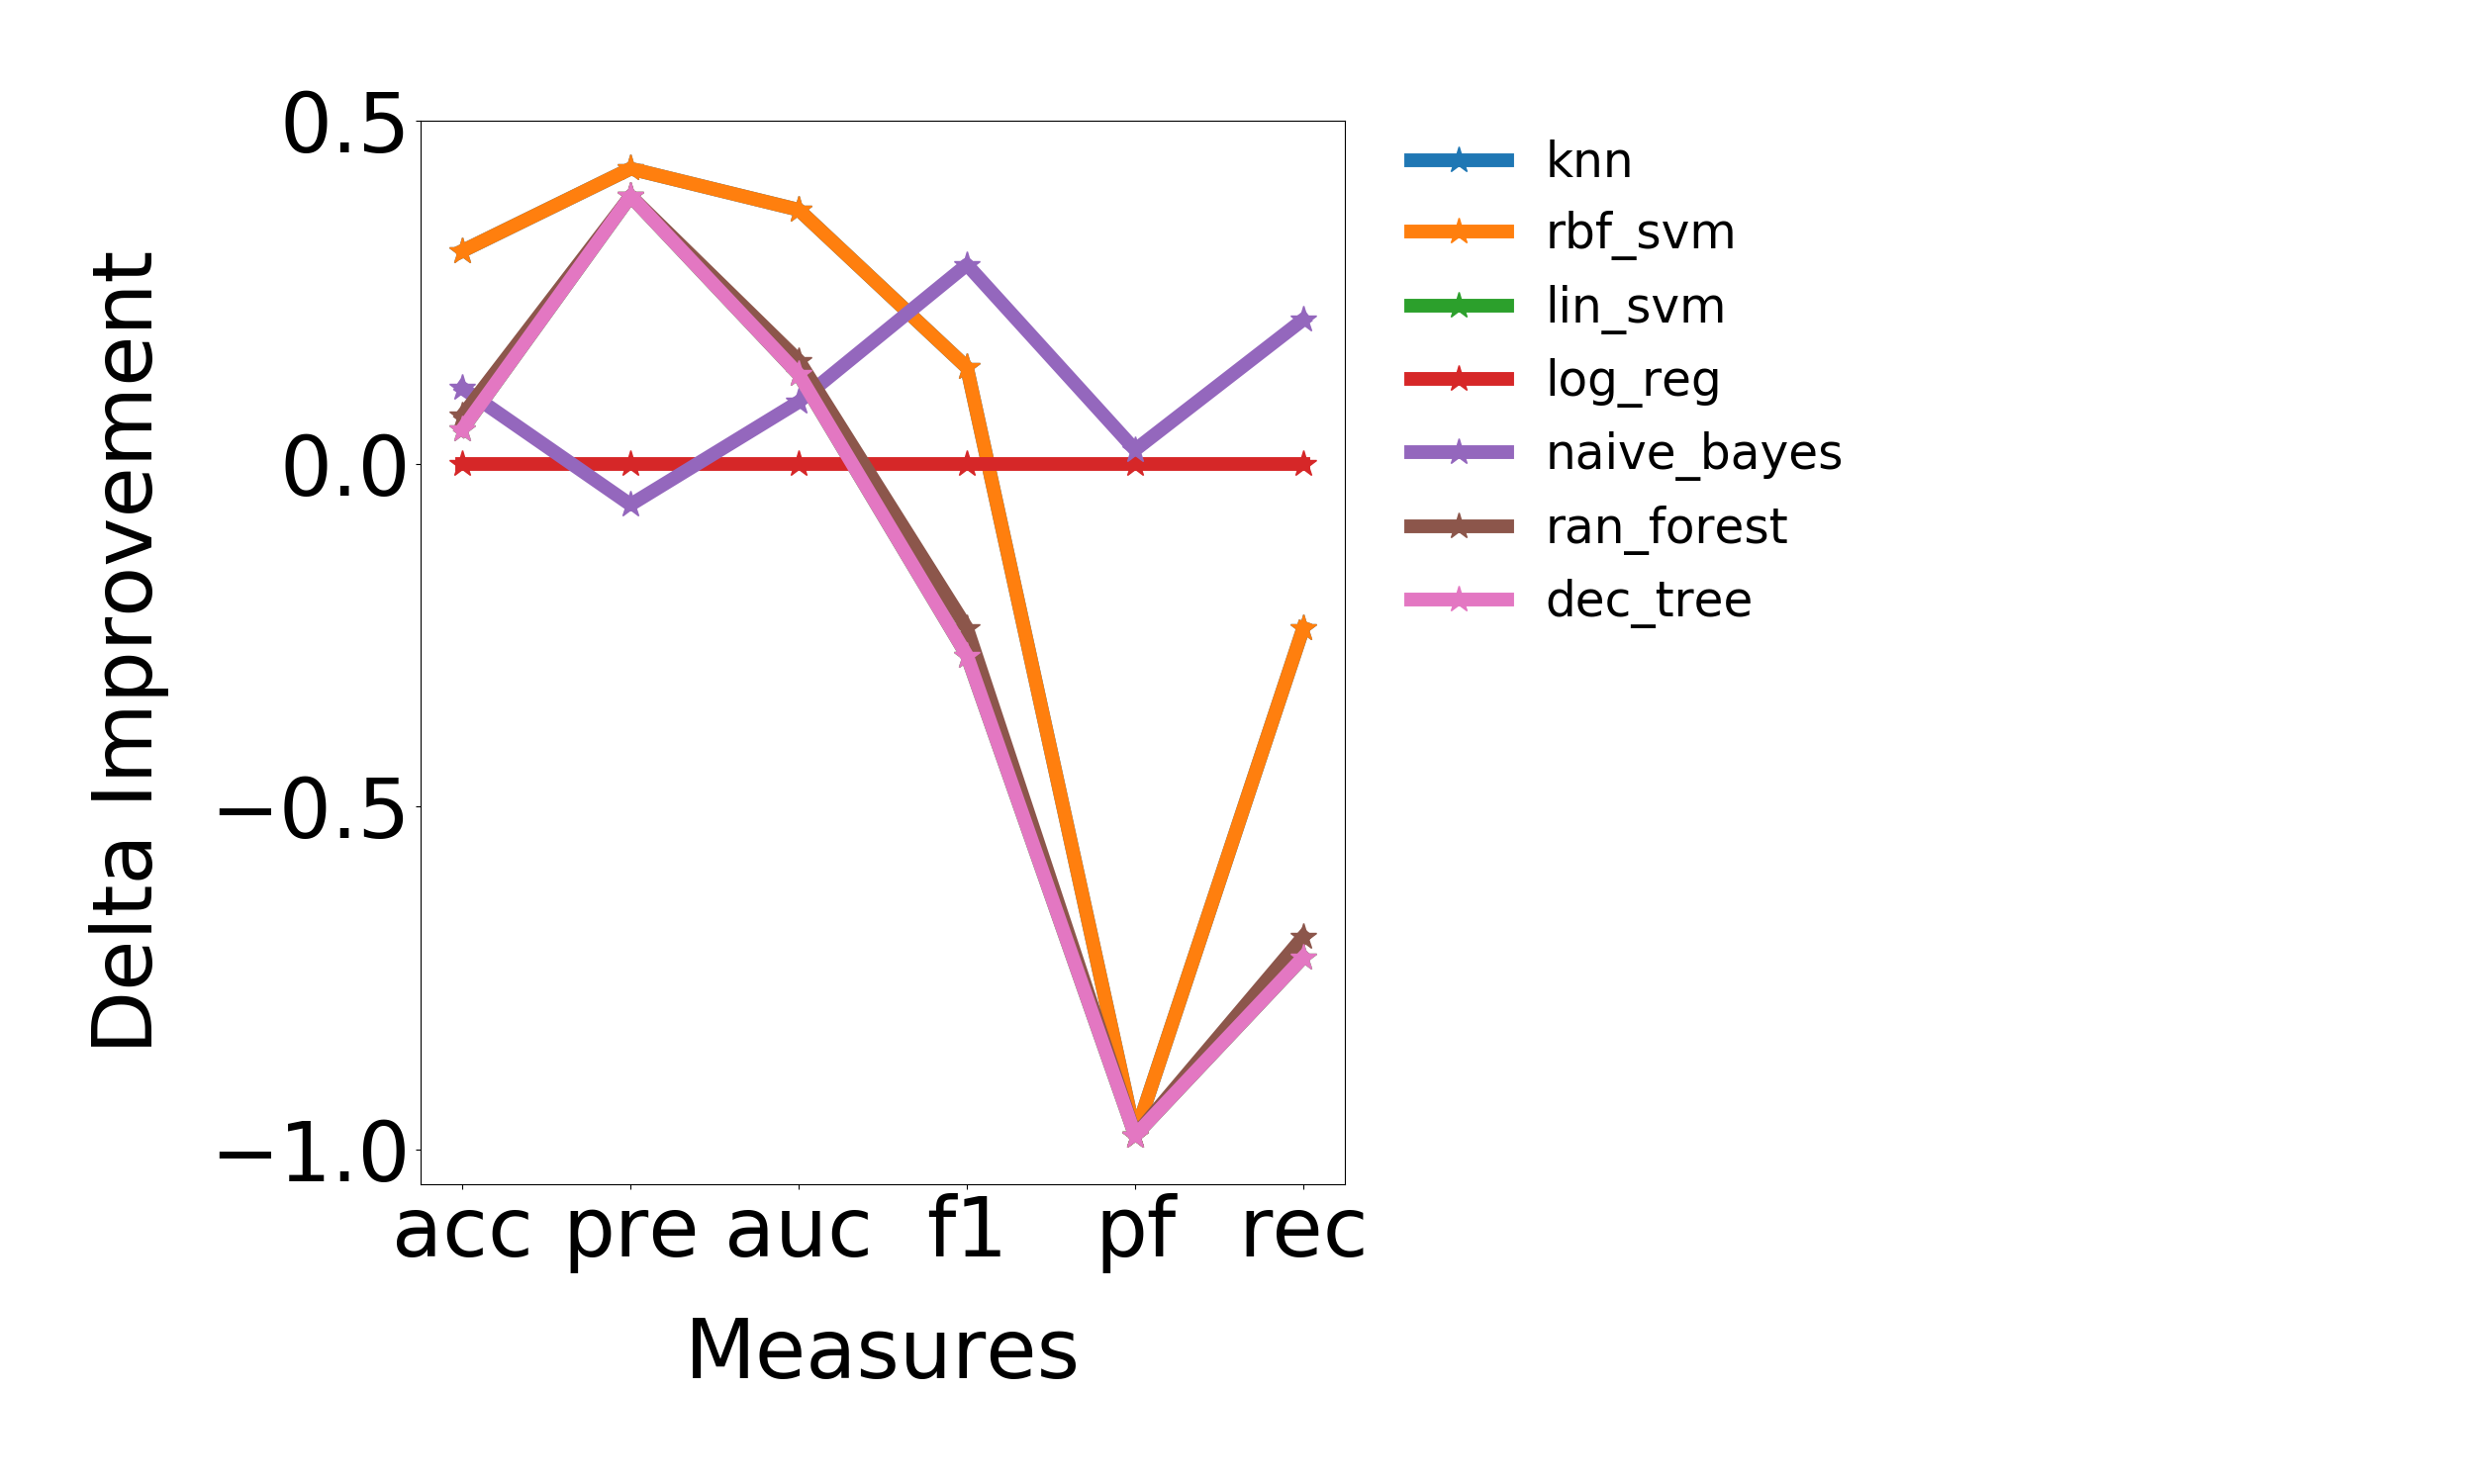 Delta Improvement
0.5
0.0
−0.5
−1.0
acc pre auc f1 pf rec
Measures
knn
rbf_svm
lin_svm
log_reg
naive_bayes
ran_forest
dec_tree